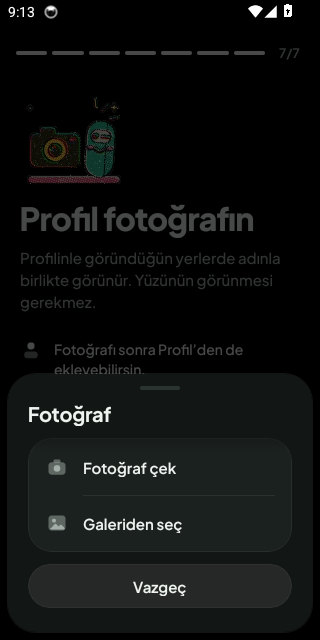 9:13
7/7
Profil fotoğrafın
Profilinle göründüğün yerlerde adınla
birlikte görünür. Yüzünün görünmesi
gerekmez.
Fotoğrafı sonra Profil'den de
ekleyebilirsin.
Fotoğraf
Fotoğraf çek
Galeriden seç
Vazgeç